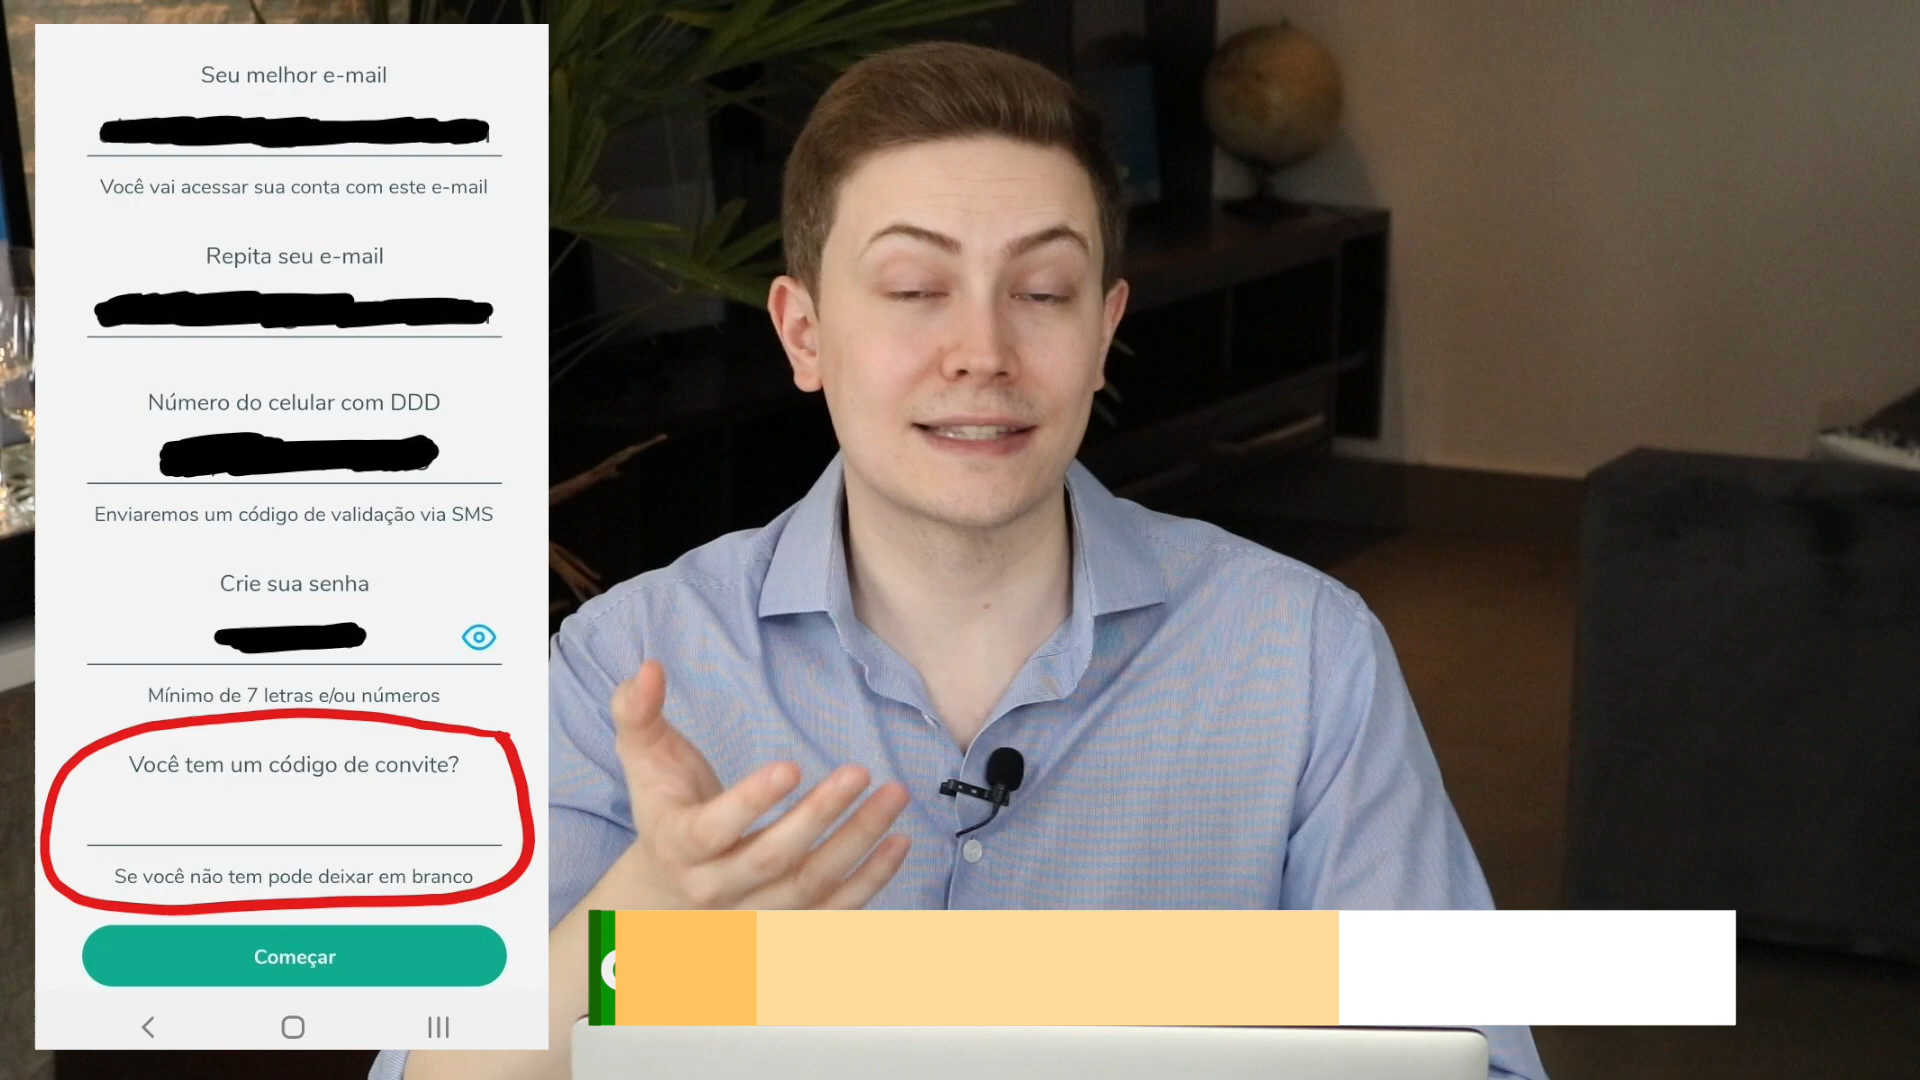 Seu melhor e-mail
Você vai acessar sua conta com este e-mail
Repita seu e-mail
Número do celular com DDD
Enviaremos um código de validação via SMS
Crie sua senha
Mínimo de 7 letras e/ou números
Você tem um código de convite?
Se você não tem pode deixar em branco
Começar